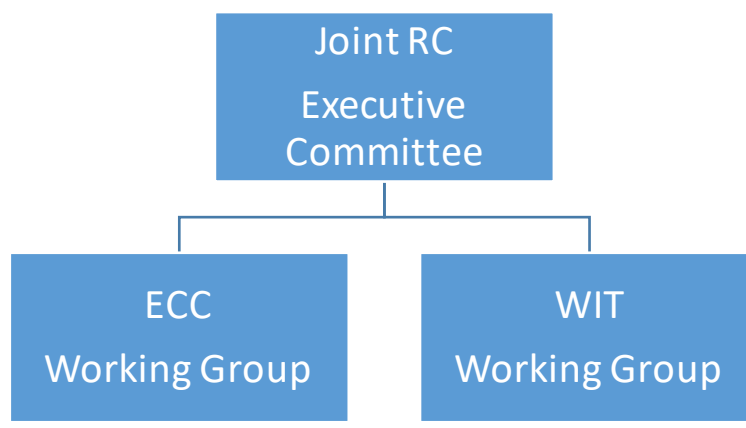 Joint RC
Executive
Committee
ECC
Working Group
WIT
Working Group